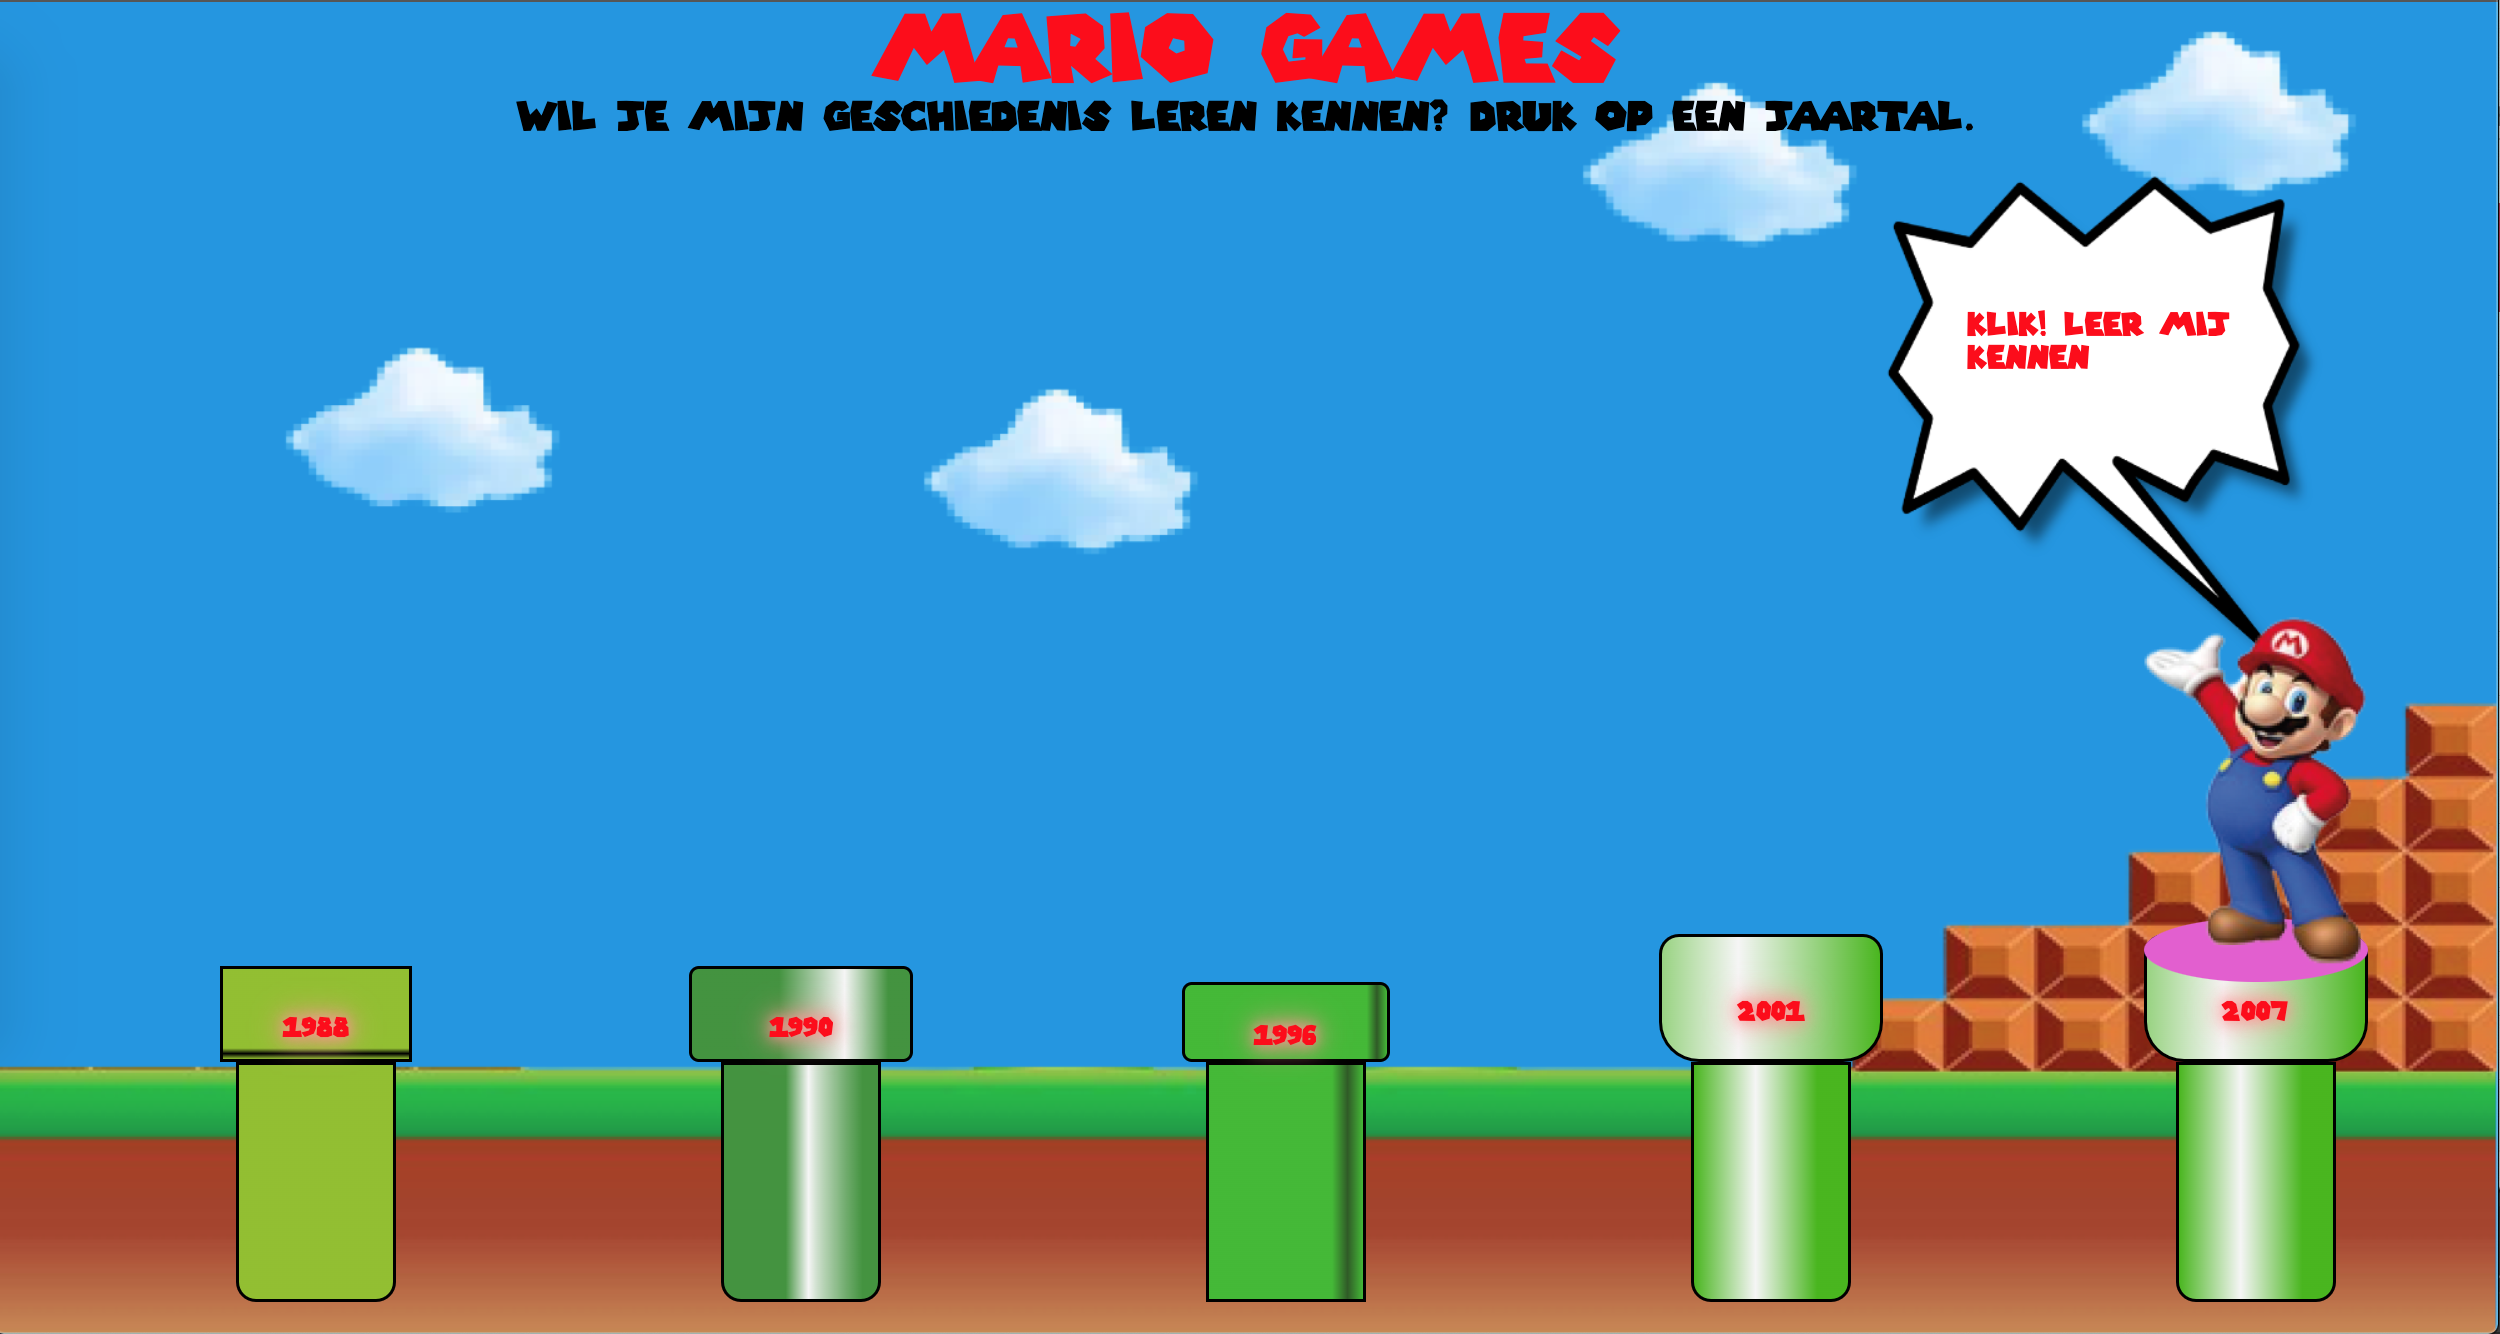 MARIO GAMES
WIL JE MIJN GESCHIEDENIS LEREN KENNEN? DRUK OP EEN JAARTAL.
KLIK! LEER MIJ
KENNEN
M
1988
1990
1996
2001
2007